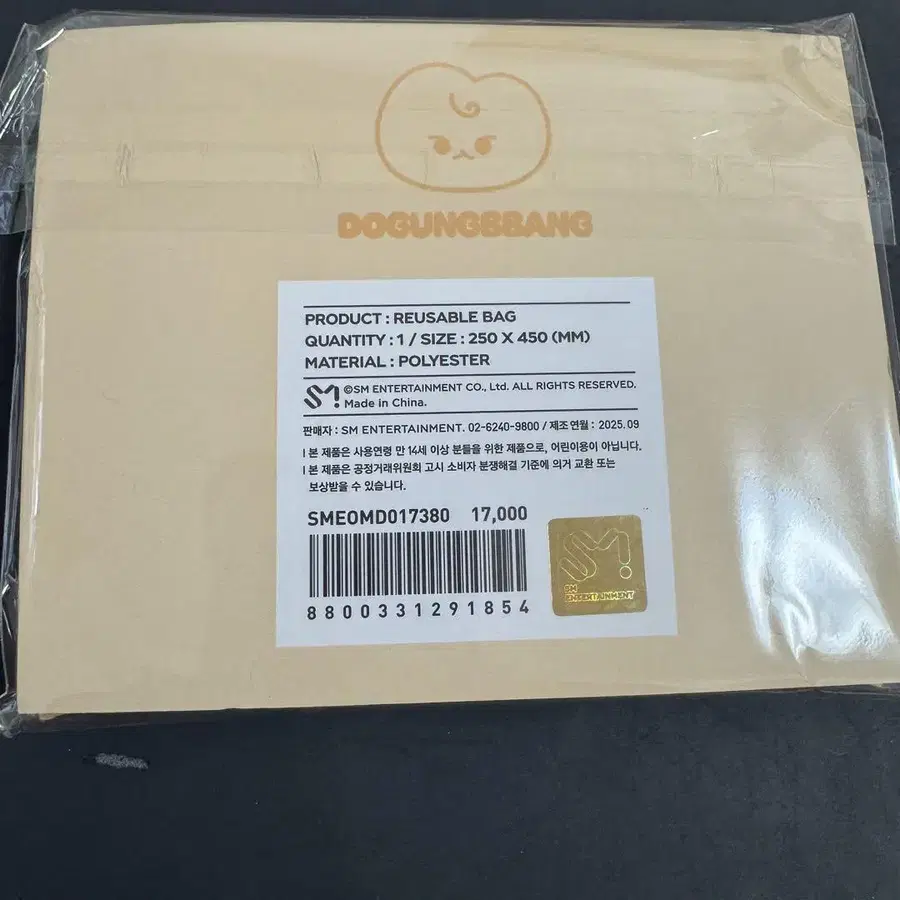 DOGUNGBBANG
PRODUCT : REUSABLE BAG
QUANTITY : 1 / SIZE : 250 X 450 (MM)
MATERIAL : POLYESTER
SM ©SM ENTERTAINMENT CO., Ltd. ALL RIGHTS RESERVED.
Made in China.
판매자 : SM ENTERTAINMENT. 02-6240-9800 / 제조 연월 : 2025.09
| 본 제품은 사용연령 만 14세 이상 분들을 위한 제품으로, 어린이용이 아닙니다.
| 본 제품은 공정거래위원회 고시 소비자 분쟁해결 기준에 의거 교환 또는
보상받을 수 있습니다.
SMEOMD017380 17,000
8800331291854
SM
SM
ENTERTAINMENT